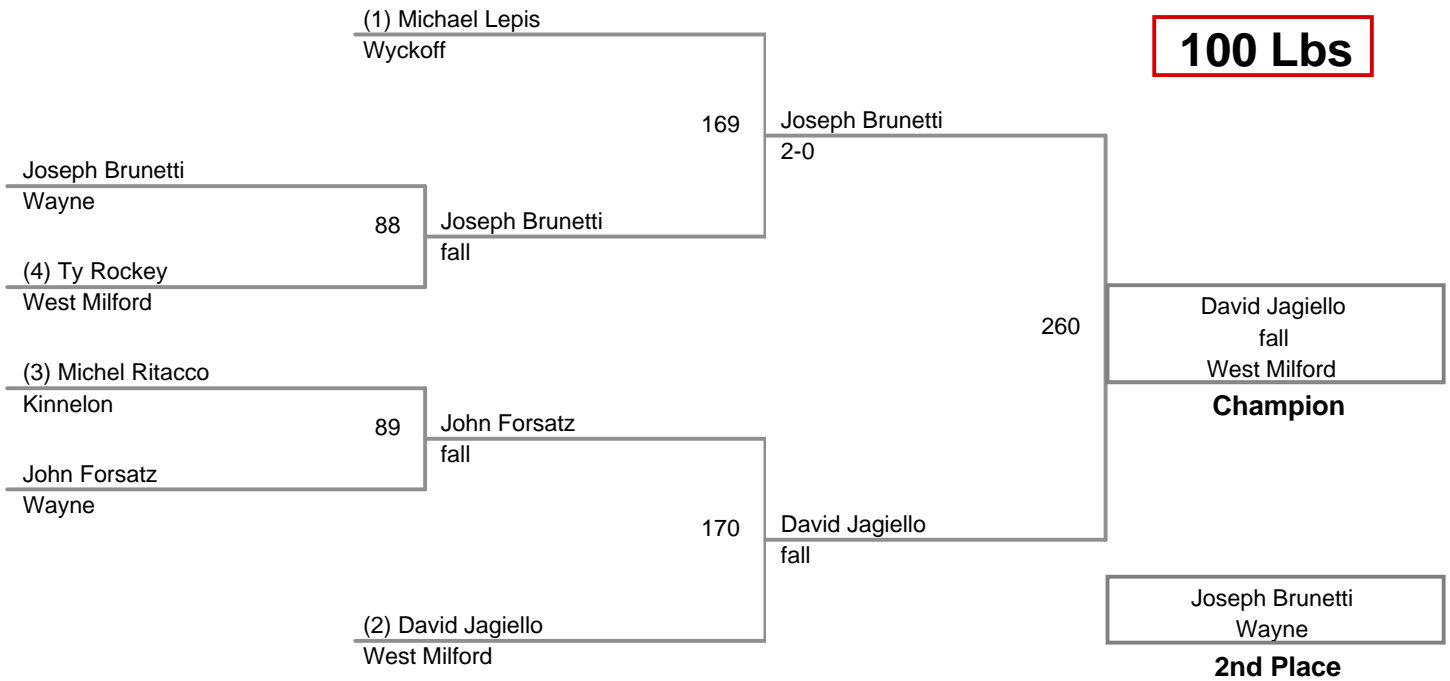 (1) Michael Lepis
Wyckoff
100 Lbs
169
Joseph Brunetti
2-0
Joseph Brunetti
Wayne
88
Joseph Brunetti
fall
(4) Ty Rockey
West Milford
260
David Jagiello
fall
West Milford
Champion
(3) Michel Ritacco
Kinnelon
89
John Forsatz
fall
John Forsatz
Wayne
170
David Jagiello
fall
(2) David Jagiello
West Milford
Joseph Brunetti
Wayne
2nd Place